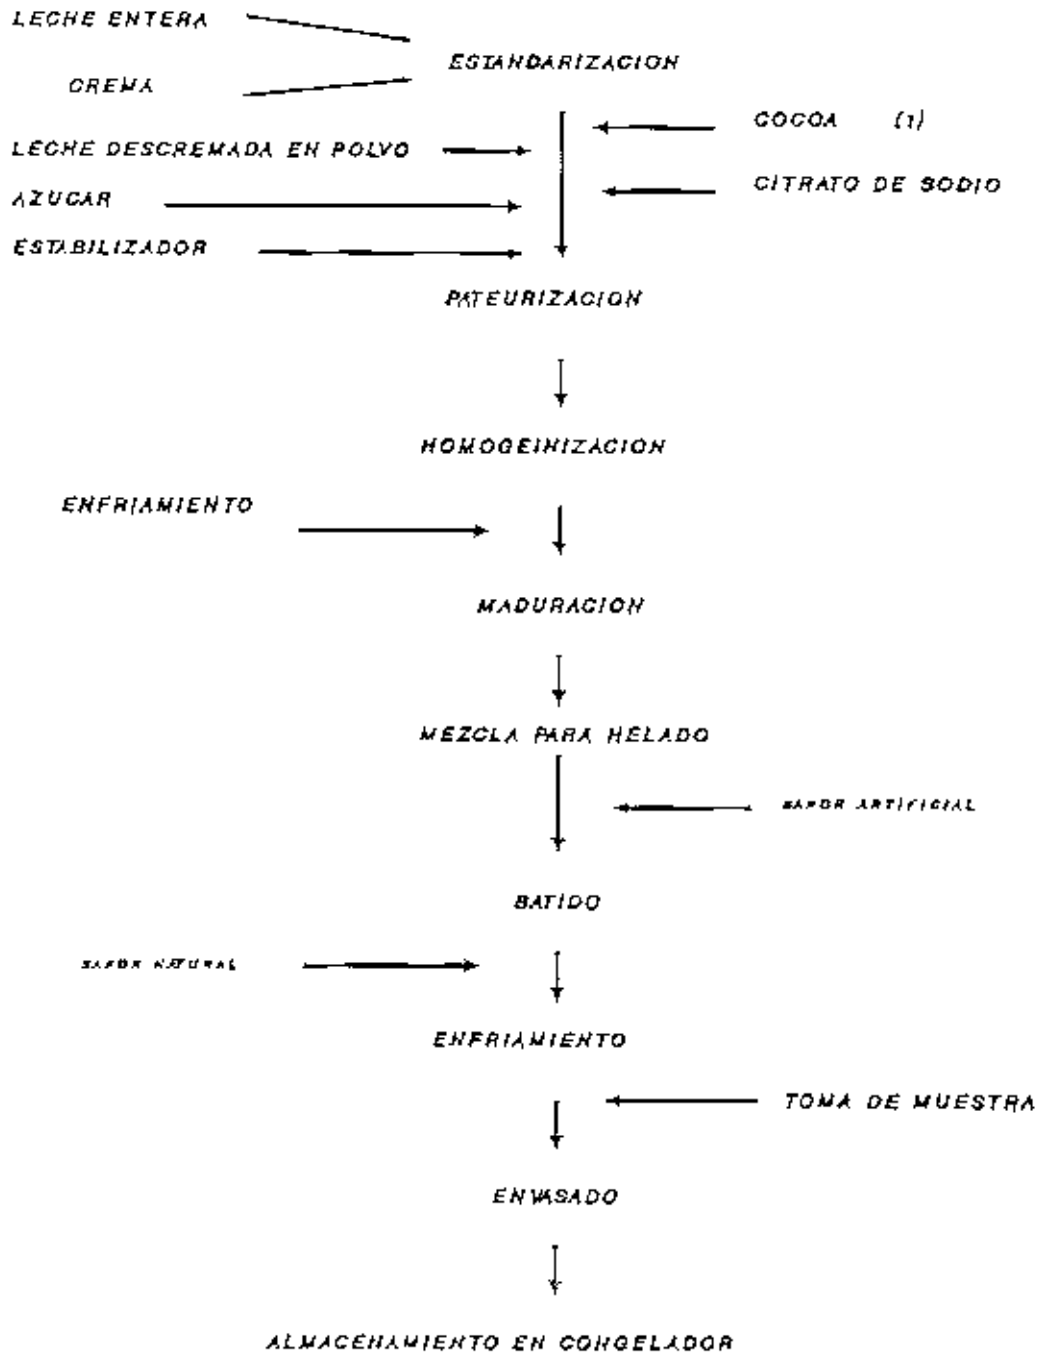 LECHE ENTERA
ESTANDARIZACION
CREMA
COCOA (1)
LECHE DESCREMADA EN POLVO
CITRATO DE SODIO
AZUCAR
ESTABILIZADOR
PATEURIZACION
HOMOGEINIZACION
ENFRIAMIENTO
MADURACION
MEZCLA PARA HELADO
SABOR ARTIFICIAL
BATIDO
SABOR NATURAL
ENFRIAMIENTO
TOMA DE MUESTRA
ENVASADO
ALMACENAMIENTO EN CONGELADOR